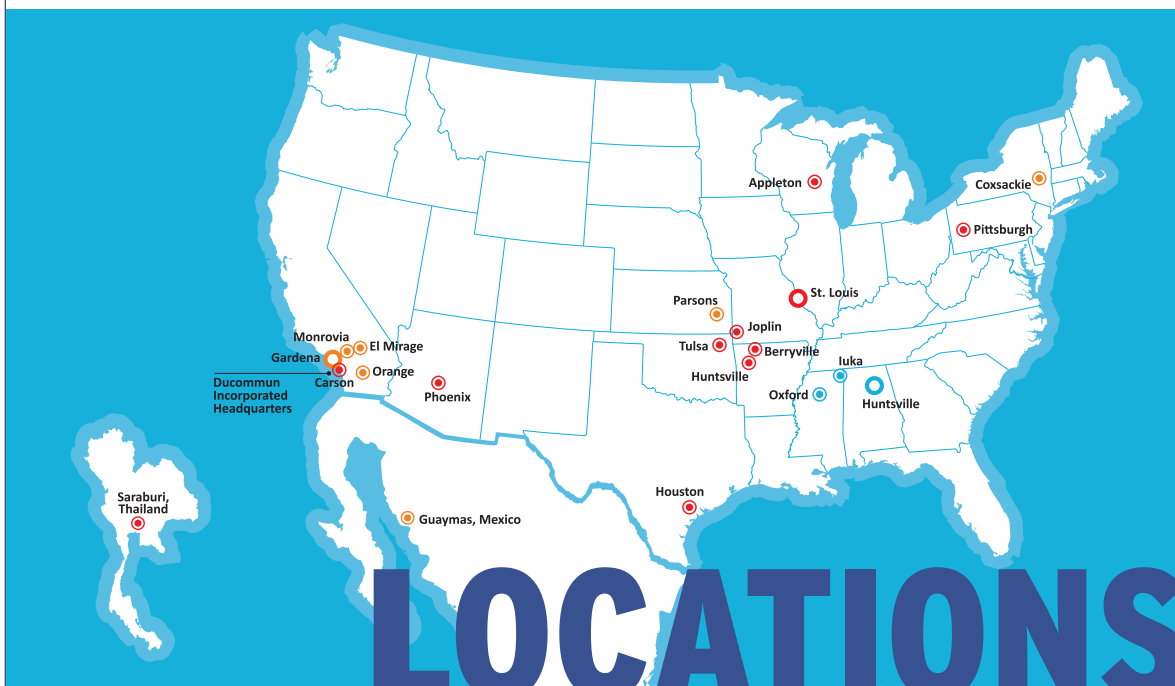 Appleton
Coxsackie
Pittsburgh
St. Louis
Parsons
Joplin
Tulsa
Berryville
Huntsville
Iuka
Oxford
Huntsville
Monrovia
El Mirage
Gardena
Orange
Carson
Ducommun
Incorporated
Headquarters
Phoenix
Saraburi,
Thailand
Houston
Guaymas, Mexico
LOCATIONS